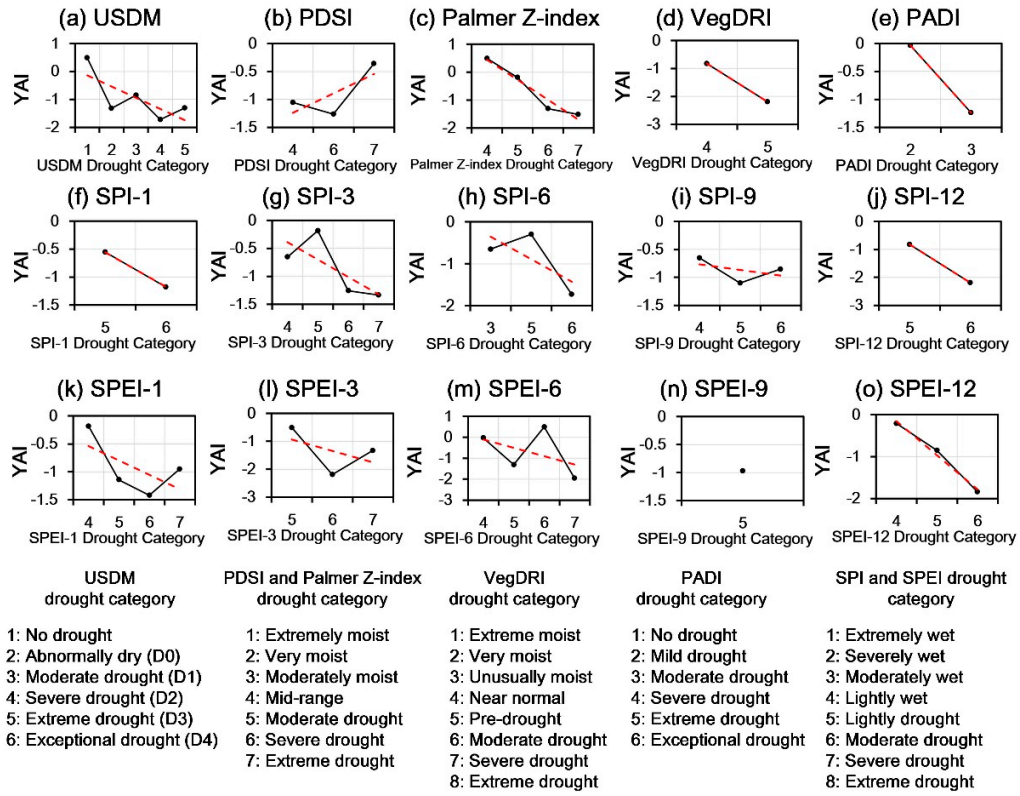 (a) USDM
(b) PDSI
(c) Palmer Z-index
(d) VegDRI
(e) PADI
YAI
1
0
-1
-2
1 2 3 4 5
USDM Drought Category
YAI
0
-0.5
-1
-1.5
4 6 7
PDSI Drought Category
YAI
1
0.5
0
-0.5
-1
-1.5
-2
4 5 6 7
Palmer Z-index Drought Category
YAI
0
-1
-2
-3
4 5
VegDRI Drought Category
YAI
0
-0.5
-1
-1.5
2 3
PADI Drought Category
(f) SPI-1
(g) SPI-3
(h) SPI-6
(i) SPI-9
(j) SPI-12
YAI
0
-0.5
-1
-1.5
5 6
SPI-1 Drought Category
YAI
0
-0.5
-1
-1.5
4 5 6 7
SPI-3 Drought Category
YAI
0
-1
-2
3 5 6
SPI-6 Drought Category
YAI
0
-0.5
-1
-1.5
4 5 6
SPI-9 Drought Category
YAI
0
-1
-2
-3
5 6
SPI-12 Drought Category
(k) SPEI-1
(l) SPEI-3
(m) SPEI-6
(n) SPEI-9
(o) SPEI-12
YAI
0
-0.5
-1
-1.5
4 5 6 7
SPEI-1 Drought Category
YAI
0
-1
-2
-3
5 6 7
SPEI-3 Drought Category
YAI
1
0
-1
-2
-3
4 5 6 7
SPEI-6 Drought Category
YAI
0
-0.5
-1
-1.5
5
SPEI-9 Drought Category
YAI
0
-1
-2
4 5 6
SPEI-12 Drought Category
USDM
drought category
1: No drought
2: Abnormally dry (D0)
3: Moderate drought (D1)
4: Severe drought (D2)
5: Extreme drought (D3)
6: Exceptional drought (D4)
PDSI and Palmer Z-index
drought category
1: Extremely moist
2: Very moist
3: Moderately moist
4: Mid-range
5: Moderate drought
6: Severe drought
7: Extreme drought
VegDRI
drought category
1: Extreme moist
2: Very moist
3: Unusually moist
4: Near normal
5: Pre-drought
6: Moderate drought
7: Severe drought
8: Extreme drought
PADI
drought category
1: No drought
2: Mild drought
3: Moderate drought
4: Severe drought
5: Extreme drought
6: Exceptional drought
SPI and SPEI drought
category
1: Extremely wet
2: Severely wet
3: Moderately wet
4: Lightly wet
5: Lightly drought
6: Moderate drought
7: Severe drought
8: Extreme drought